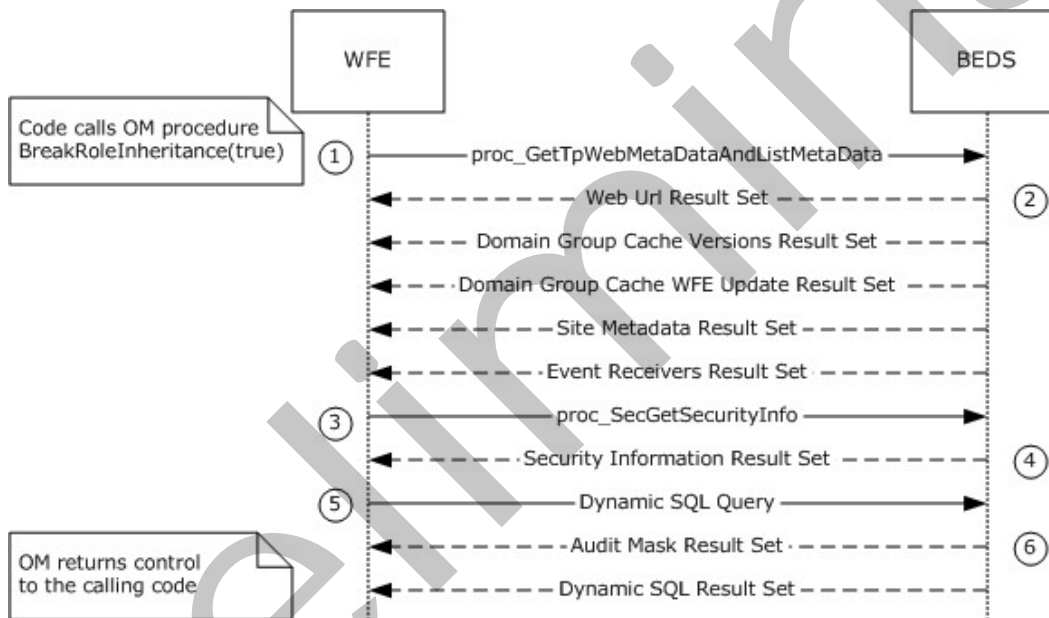 WFE
BEDS
Code calls OM procedure
BreakRoleInheritance(true)
1
proc_GetTpWebMetaDataAndListMetaData
Web Url Result Set
2
Domain Group Cache Versions Result Set
Domain Group Cache WFE Update Result Set
Site Metadata Result Set
Event Receivers Result Set
3
proc_SecGetSecurityInfo
Security Information Result Set
4
5
Dynamic SQL Query
Audit Mask Result Set
6
OM returns control
to the calling code
Dynamic SQL Result Set
elimin